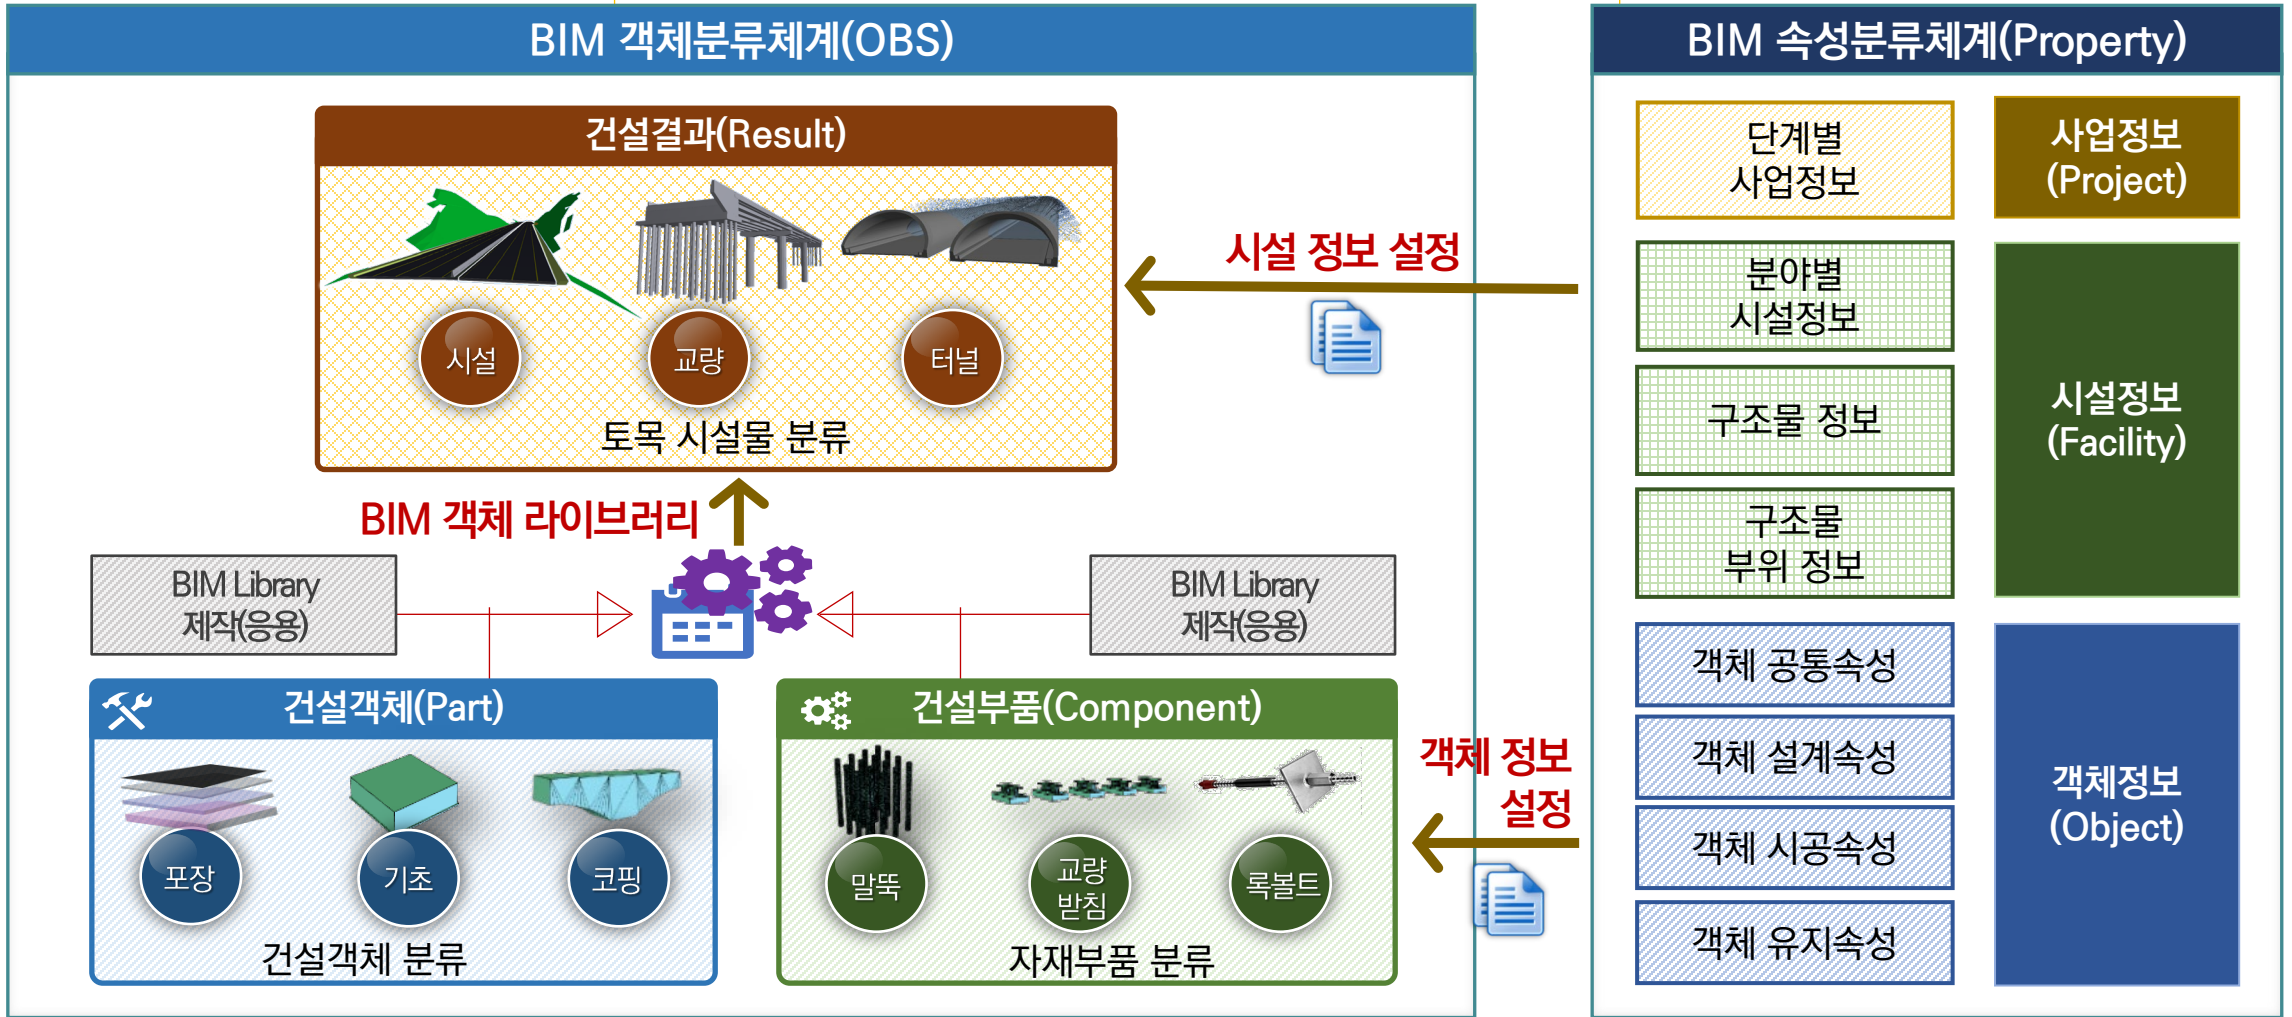 BIM 객체분류체계(OBS)
건설결과(Result)
시설
교량
터널
토목 시설물 분류
시설 정보 설정
BIM 객체 라이브러리
BIM Library
제작(응용)
BIM Library
제작(응용)
건설객체(Part)
포장
기초
코핑
건설객체 분류
건설부품(Component)
말뚝
교량
받침
록볼트
자재부품 분류
객체 정보
설정
BIM 속성분류체계(Property)
단계별
사업정보
사업정보
(Project)
분야별
시설정보
구조물 정보
구조물
부위 정보
시설정보
(Facility)
객체 공통속성
객체 설계속성
객체 시공속성
객체 유지속성
객체정보
(Object)